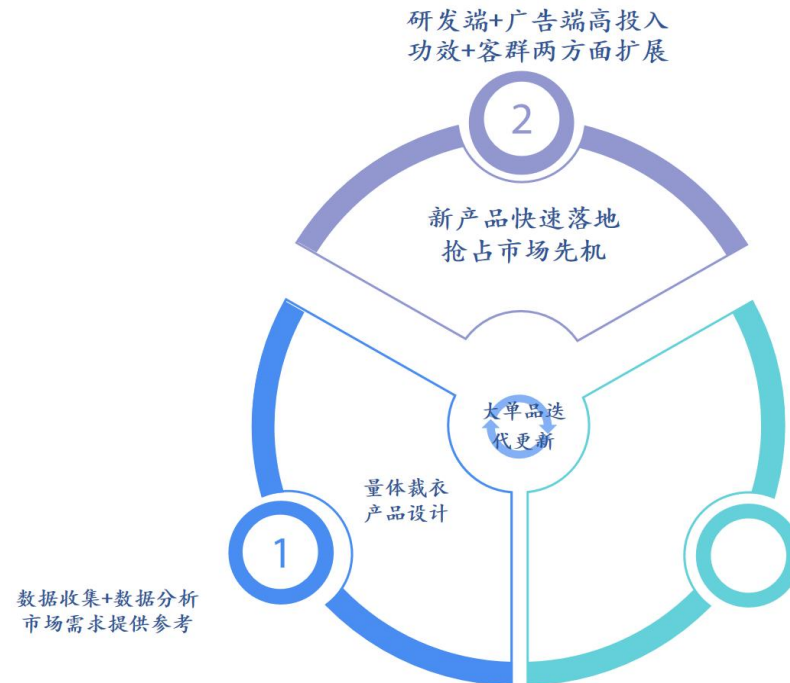 研发端+广告端高投入
功效+客群两方面扩展
2
新产品快速落地
抢占市场先机
大单品迭
代更新
量体裁衣
产品设计
1
数据收集+数据分析
市场需求提供参考